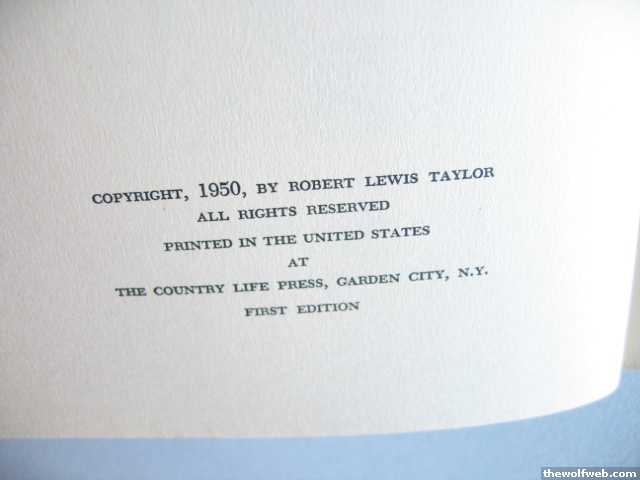 COPYRIGHT, 1950, BY ROBERT LEWIS TAYLOR
ALL RIGHTS RESERVED
PRINTED IN THE UNITED STATES
AT
THE COUNTRY LIFE PRESS, GARDEN CITY, N.Y.
FIRST EDITION
thewolfweb.com